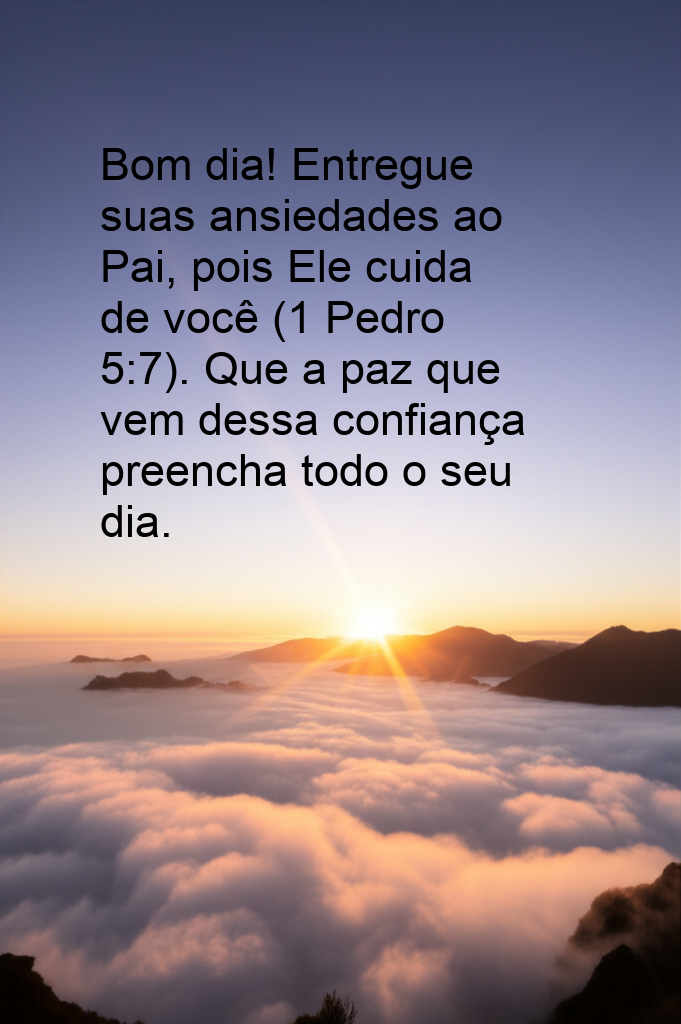 Bom dia! Entregue
suas ansiedades ao
Pai, pois Ele cuida
de você (1 Pedro
5:7). Que a paz que
vem dessa confiança
preencha todo o seu
dia.